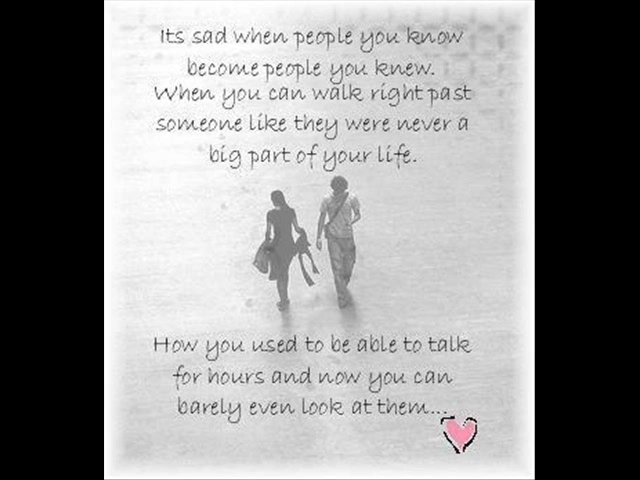 Its sad when people you know
become people you knew.
When you can walk right past
someone like they were never a
big part of your life.
How you used to be able to talk
for hours and now you can
barely even look at them...